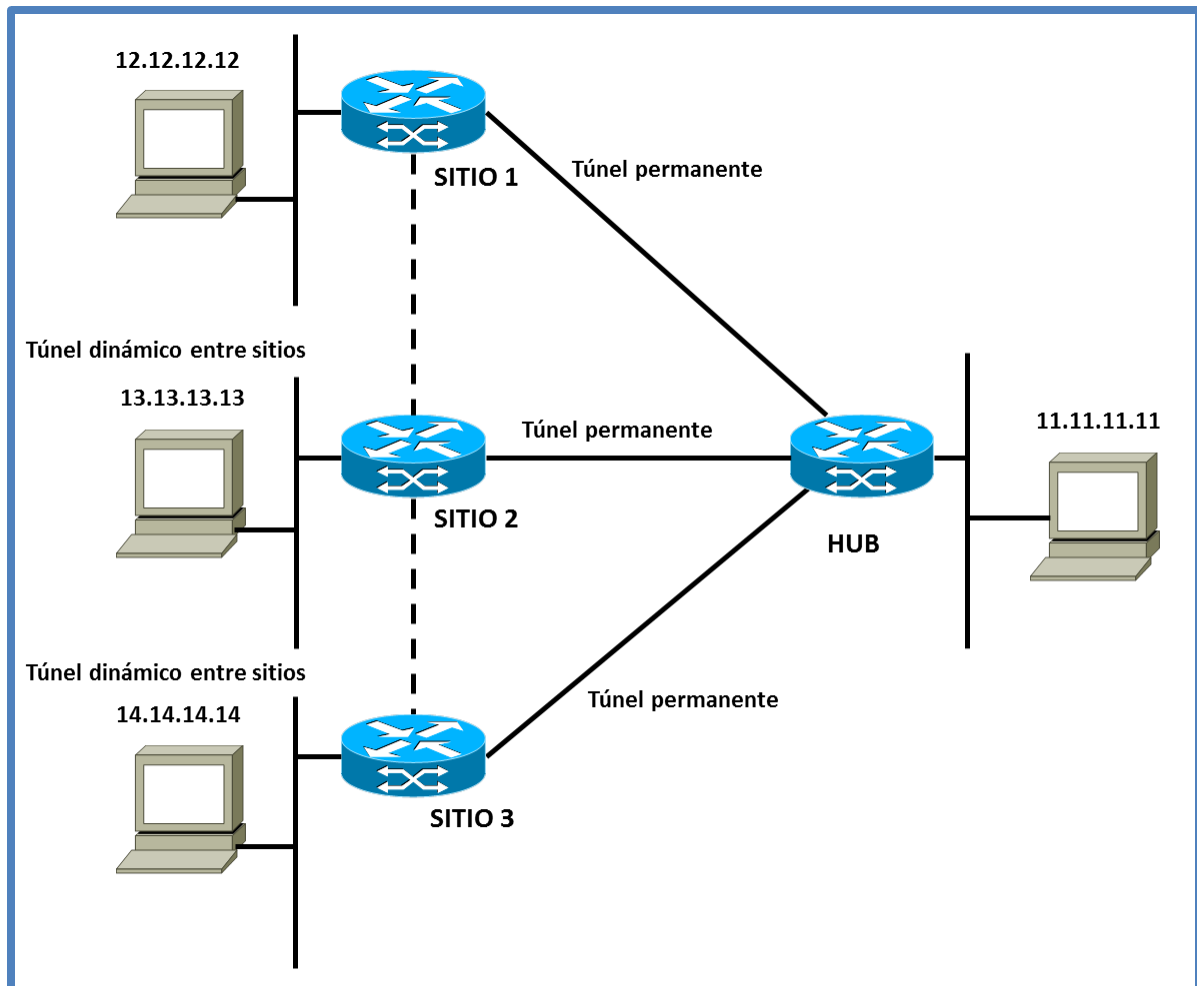 12.12.12.12
SITIO 1
Túnel permanente
Túnel dinámico entre sitios
13.13.13.13
SITIO 2
Túnel permanente
11.11.11.11
HUB
Túnel dinámico entre sitios
14.14.14.14
Túnel permanente
SITIO 3